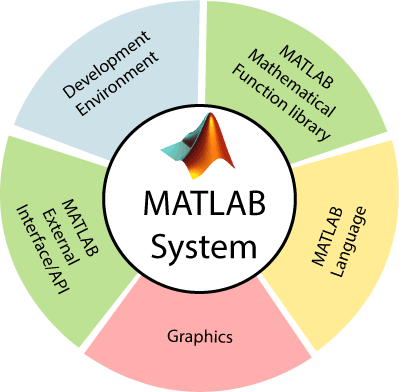 Development
Environment
MATLAB
Mathematical
Function library
MATLAB
Language
Graphics
MATLAB
External
Interface/API
MATLAB
System